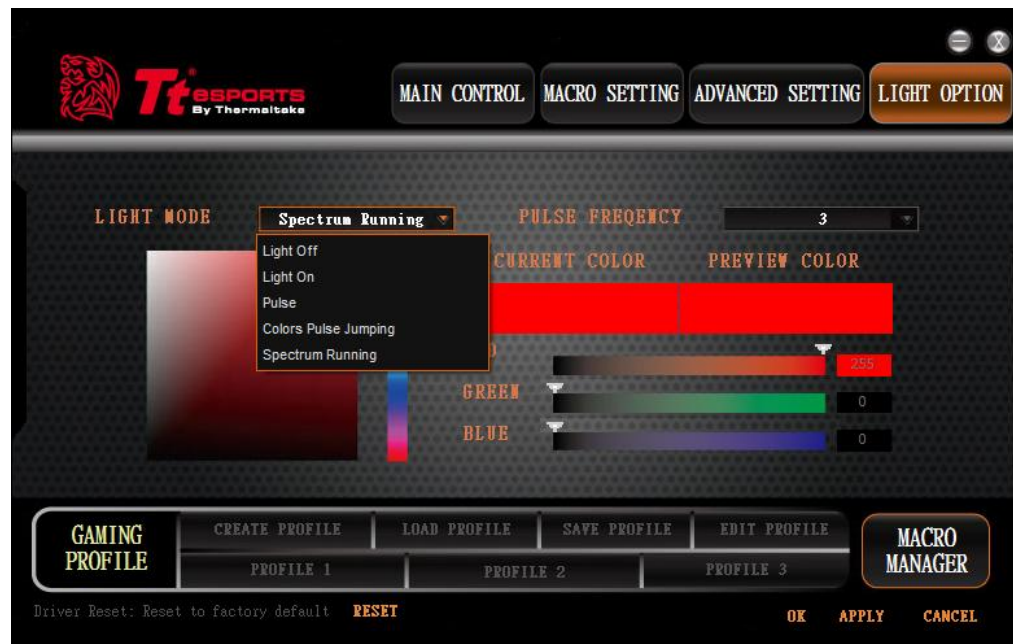 X
Tt esports
By Thermaltake
MAIN CONTROL
MACRO SETTING
ADVANCED SETTING
LIGHT OPTION
LIGHT MODE
Spectrum Running
PULSE FREQENCY
3
Light Off
Light On
Pulse
Colors Pulse Jumping
Spectrum Running
CURRENT COLOR
PREVIEW COLOR
255
GREEN
0
BLUE
0
GAMING
PROFILE
CREATE PROFILE
LOAD PROFILE
SAVE PROFILE
EDIT PROFILE
PROFILE 1
PROFILE 2
PROFILE 3
MACRO
MANAGER
Driver Reset: Reset to factory default
RESET
OK
APPLY
CANCEL